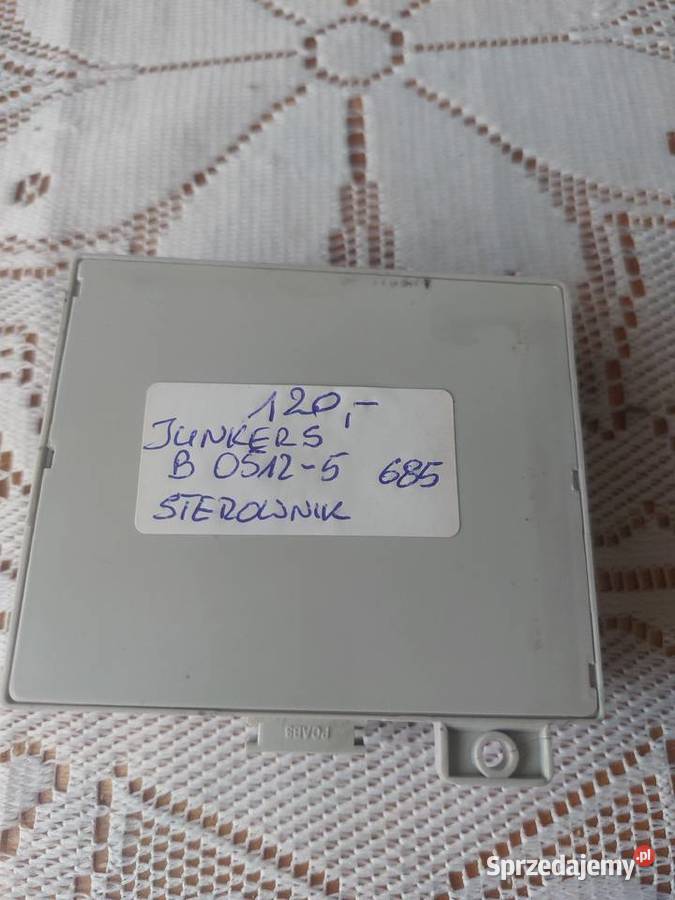 120,-
JUNKERS
B 0512-5 685
STEROWNIK
Sprzedajemy.pl